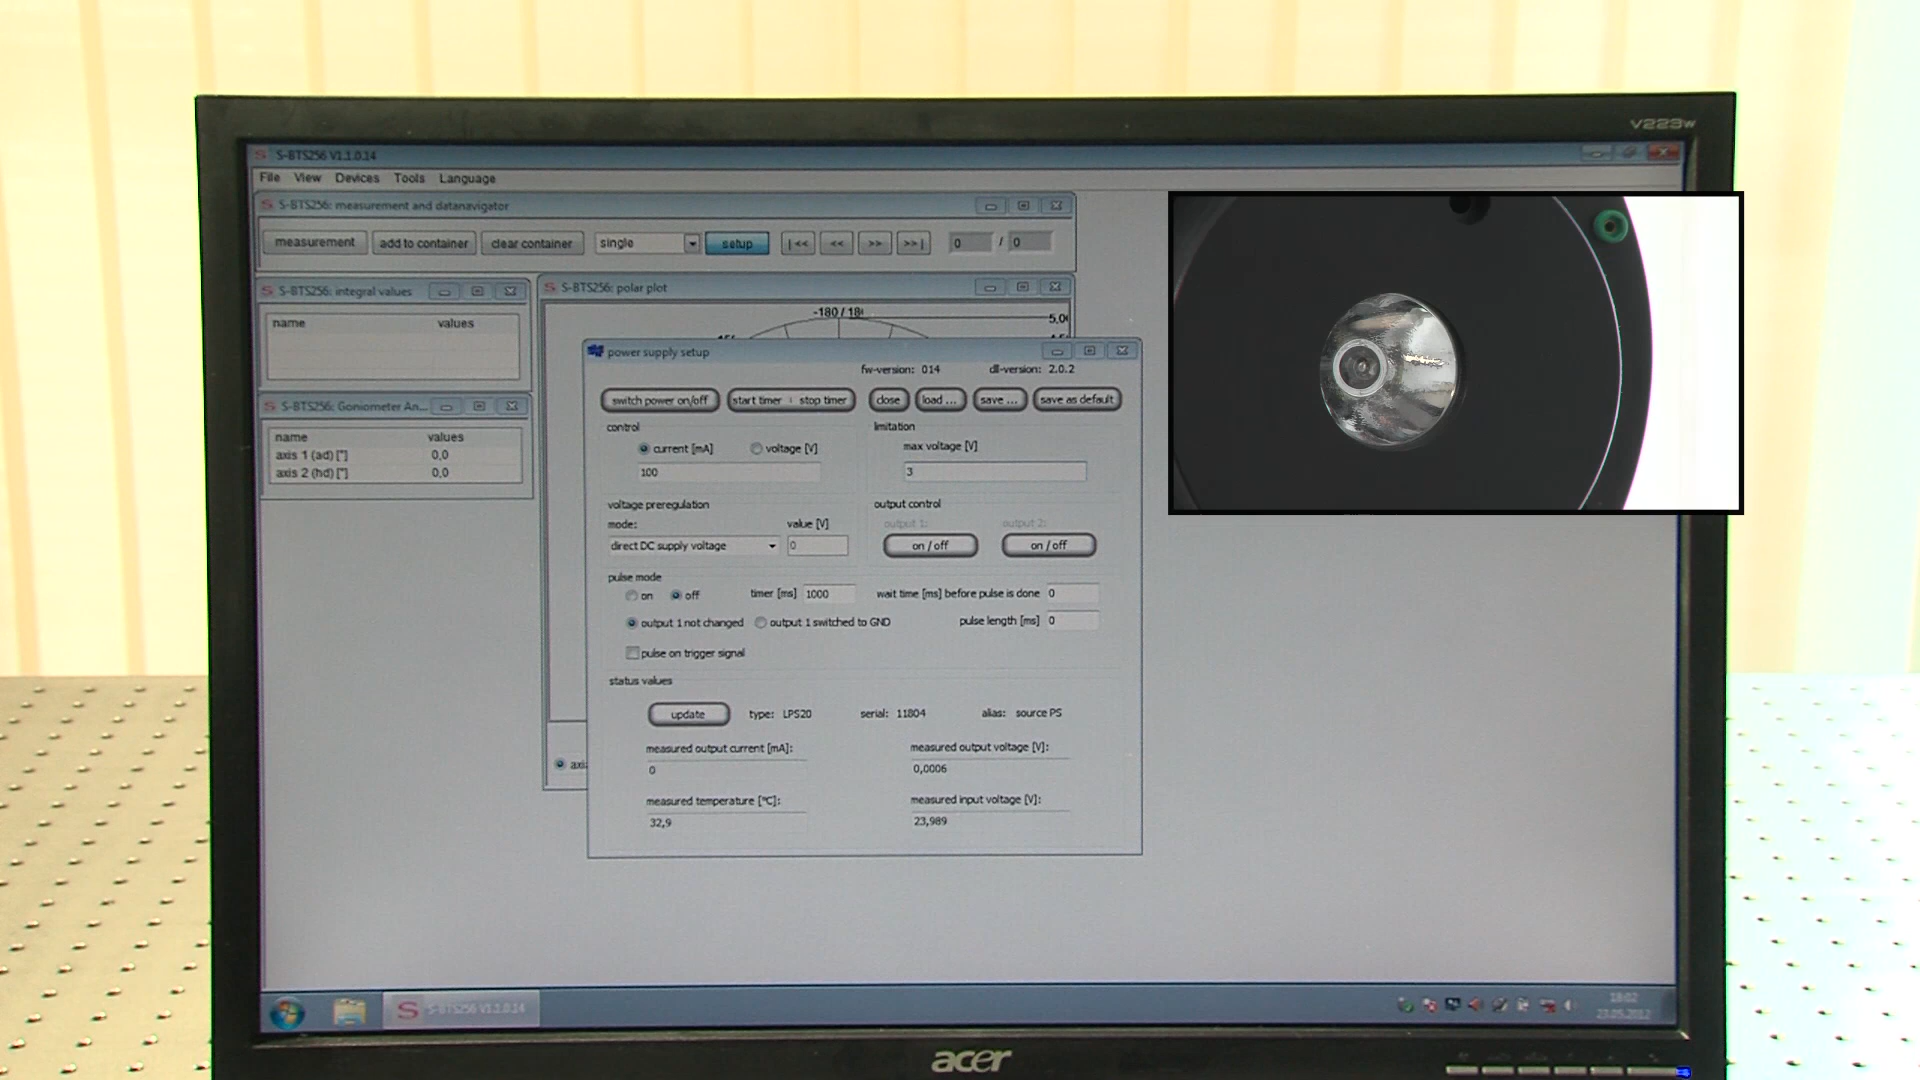 V223w
S-BTS256 V1.1.0.14
File View Devices Tools Language
S-BTS256: measurement and datanavigator
measurement add to container clear container single setup |<< << >> >>| 0 / 0
S-BTS256: integral values
name values
S-BTS256: polar plot
-180 / 18
5,0
S-BTS256: Goniometer An...
name values
axis 1 (ad) [°] 0,0
axis 2 (hd) [°] 0,0
power supply setup
fw-version: 014 dll-version: 2.0.2
switch power on/off start timer : stop timer close load ... save ... save as default
control limitation
current [mA] voltage [V] max voltage [V]
100 3
voltage preregulation output control
mode: value [V] output 1: output 2:
direct DC supply voltage 0 on / off on / off
pulse mode
on off timer [ms] 1000 wait time [ms] before pulse is done 0
output 1 not changed output 1 switched to GND pulse length [ms] 0
pulse on trigger signal
status values
update type: LPS20 serial: 11804 alias: source PS
measured output current [mA]: measured output voltage [V]:
0 0,0006
measured temperature [°C]: measured input voltage [V]:
32,9 23,989
S-BTS256 V1.1.0.14
18:02
23.05.2012
acer